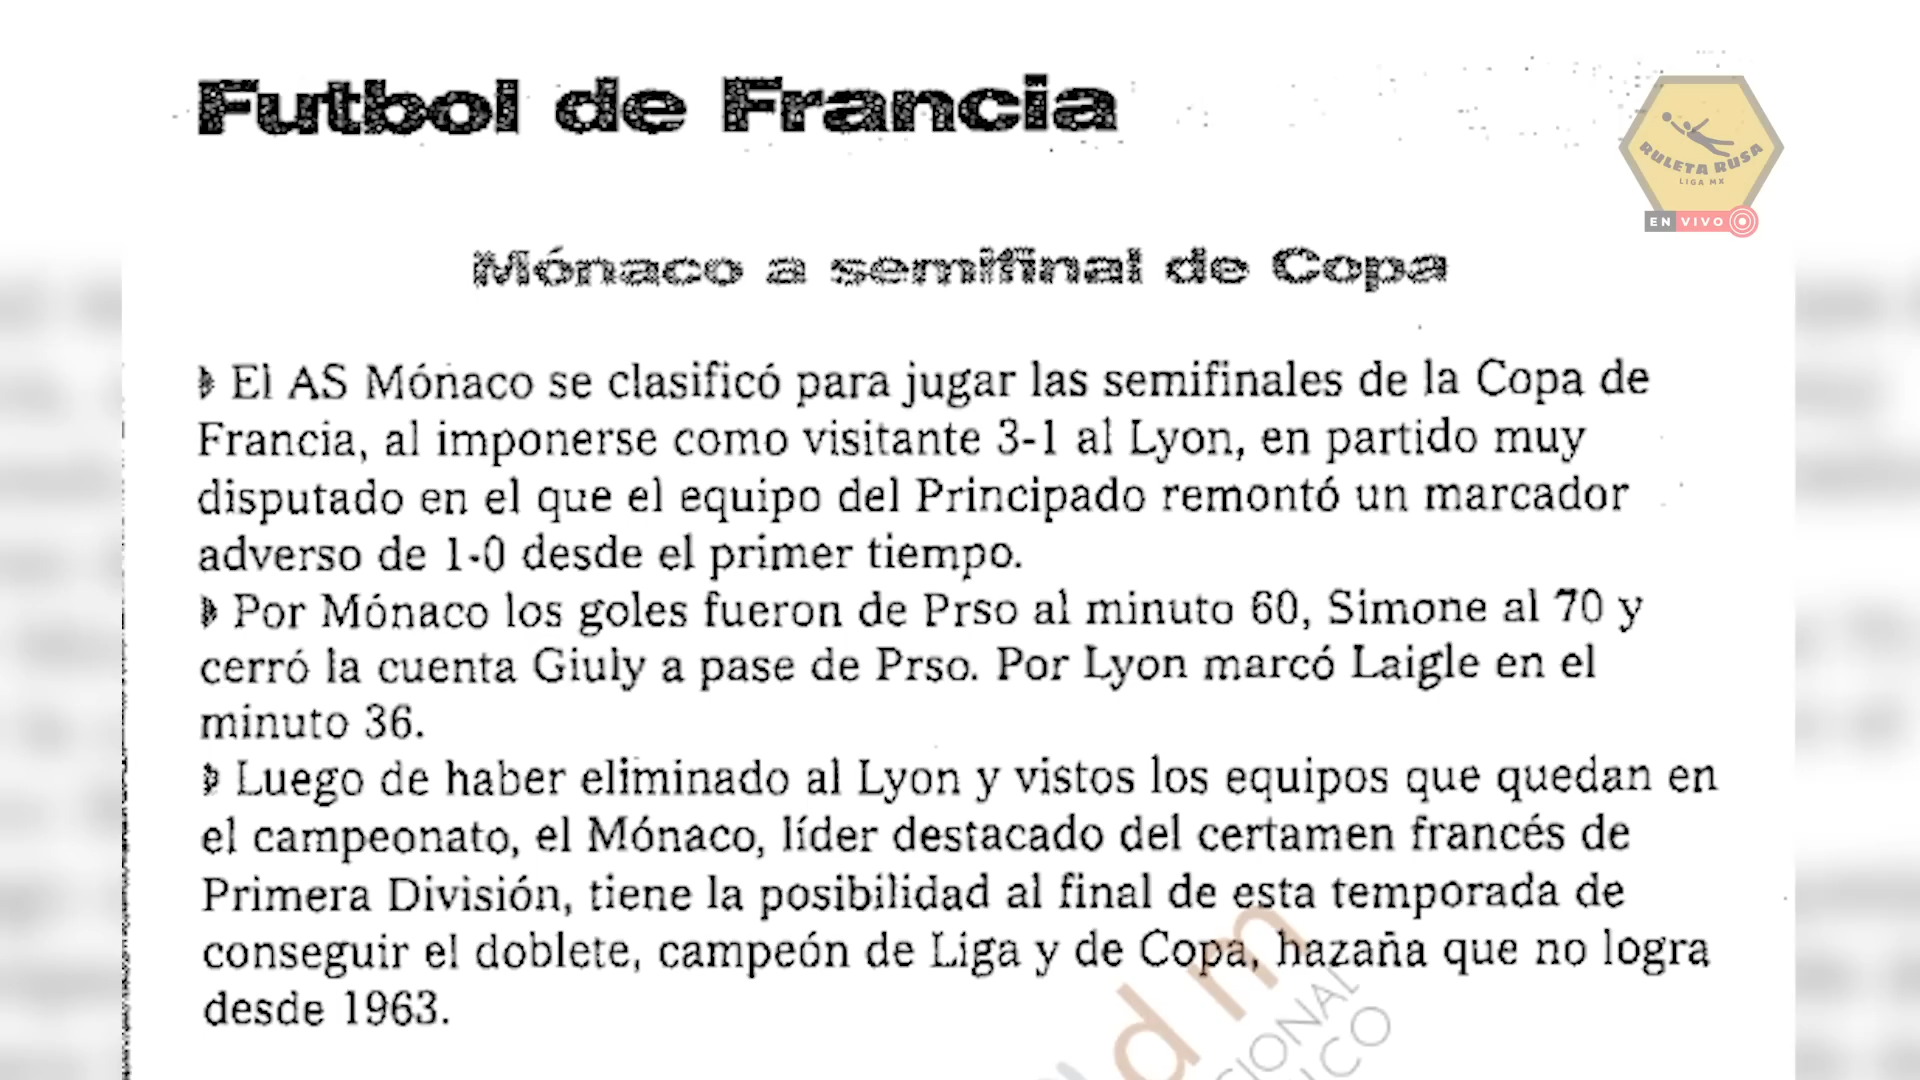 Futbol de Francia
RULETA RUSA
LIGA MX
EN VIVO
Mónaco a semifinal de Copa
El AS Mónaco se clasificó para jugar las semifinales de la Copa de
Francia, al imponerse como visitante 3-1 al Lyon, en partido muy
disputado en el que el equipo del Principado remontó un marcador
adverso de 1-0 desde el primer tiempo.
Por Mónaco los goles fueron de Prso al minuto 60, Simone al 70 y
cerró la cuenta Giuly a pase de Prso. Por Lyon marcó Laigle en el
minuto 36.
Luego de haber eliminado al Lyon y vistos los equipos que quedan en
el campeonato, el Mónaco, líder destacado del certamen francés de
Primera División, tiene la posibilidad al final de esta temporada de
conseguir el doblete, campeón de Liga y de Copa, hazaña que no logra
desde 1963.